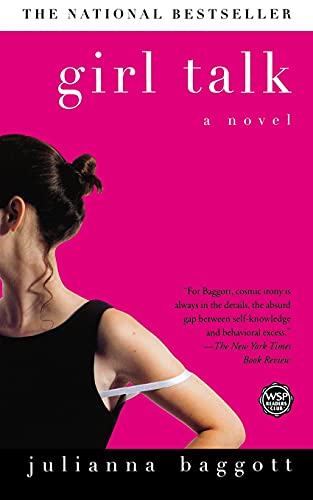 THE NATIONAL BESTSELLER
girl talk
a novel
"For Baggott, cosmic irony is
always in the details, the absurd
gap between self-knowledge
and behavioral excess."
—The New York Times
Book Review
WSP
READERS
CLUB
julianna baggott